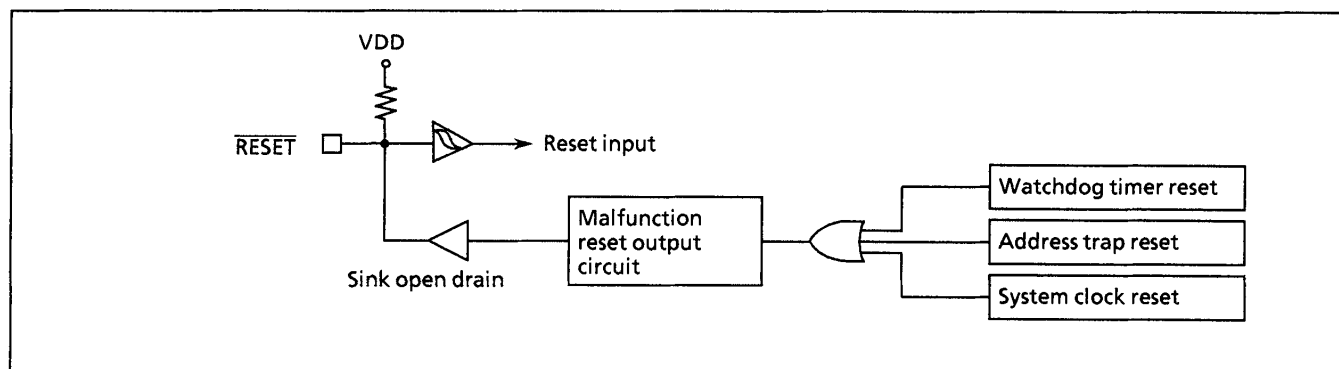 VDD
RESET
Reset input
Watchdog timer reset
Malfunction
reset output
circuit
Address trap reset
Sink open drain
System clock reset